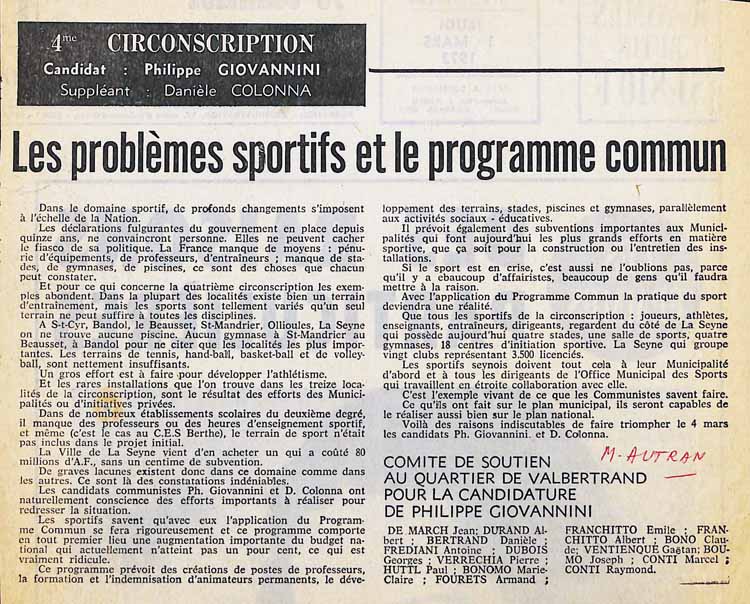 4me CIRCONSCRIPTION
Candidat : Philippe GIOVANNINI
Suppléant : Danièle COLONNA
Les problèmes sportifs et le programme commun
Dans le domaine sportif, de profonds changements s'imposent
à l'échelle de la Nation.
Les déclarations fulgurantes du gouvernement en place depuis
quinze ans, ne convaincront personne. Elles ne peuvent cacher
le fiasco de sa politique. La France manque de moyens : pénu-
rie d'équipements, de professeurs, d'entraîneurs ; manque de sta-
des, de gymnases, de piscines, ce sont des choses que chacun
peut constater.
Et pour ce qui concerne la quatrième circonscription les exem-
ples abondent. Dans la plupart des localités existe bien un terrain
d'entraînement, mais les sports sont tellement variés qu'un seul
terrain ne peut suffire à toutes les disciplines.
A S-t-Cyr, Bandol, le Beausset, St-Mandrier, Ollioules, La Seyne
on ne trouve aucune piscine. Aucun gymnase à St-Mandrier au
Beausset, à Bandol pour ne citer que les localités les plus impor-
tantes. Les terrains de tennis, hand-ball, basket-ball et de volley-
ball, sont nettement insuffisants.
Un gros effort est à faire pour développer l'athlétisme.
Et les rares installations que l'on trouve dans les treize loca-
lités de la circonscription, sont le résultat des efforts des Munici-
palités ou d'initiatives privées.
Dans de nombreux établissements scolaires du deuxième degré,
il manque des professeurs ou des heures d'enseignement sportif,
et même (c'est le cas au C.E.S Berthe), le terrain de sport n'était
pas inclus dans le projet initial.
La Ville de La Seyne vient d'en acheter un qui a coûté 80
millions d'A.F., sans un centime de subvention.
De graves lacunes existent donc dans ce domaine comme dans
les autres. Ce sont là des constatations indéniables.
Les candidats communistes Ph. Giovannini et D. Colonna ont
naturellement conscience des efforts importants à réaliser pour
redresser la situation.
Les sportifs savent qu'avec eux l'application du Program-
me Commun se fera rigoureusement et ce programme comporte
en tout premier lieu une augmentation importante du budget na-
tional qui actuellement n'atteint pas un pour cent, ce qui est
vraiment ridicule.
Ce programme prévoit des créations de postes de professeurs,
la formation et l'indemnisation d'animateurs permanents, le déve-
loppement des terrains, stades, piscines et gymnases, parallèlement
aux activités sociales - éducatives.
Il prévoit également des subventions importantes aux Munici-
palités qui font aujourd'hui les plus grands efforts en matière
sportive, que ça soit pour la construction ou l'entretien des ins-
tallations.
Si le sport est en crise, c'est aussi ne l'oublions pas, parce
qu'il y a ebaucoup d'affairistes, beaucoup de gens qu'il faudra
mettre à la raison.
Avec l'application du Programme Commun la pratique du sport
deviendra une réalité.
Que tous les sportifs de la circonscription : joueurs, athlètes,
enseignants, entraîneurs, dirigeants, regardent du côté de La Seyne
qui possède aujourd'hui quatre stades, une salle de sports, quatre
gymnases, 18 centres d'initiation sportive. La Seyne qui groupe
vingt clubs représentant 3.500 licenciés.
Les sportifs seynois doivent tout cela à leur Municipalité
d'abord et à tous les dirigeants de l'Office Municipal des Sports
qui travaillent en étroite collaboration avec elle.
C'est l'exemple vivant de ce que les Communistes savent faire.
Ce qu'ils ont fait sur le plan municipal, ils seront capables de
le réaliser aussi bien sur le plan national.
Voilà des raisons indiscutables de faire triompher le 4 mars
les candidats Ph. Giovannini. et D. Colonna.
M. AUTRAN
COMITE DE SOUTIEN
AU QUARTIER DE VALBERTRAND
POUR LA CANDIDATURE
DE PHILIPPE GIOVANNINI
DE MARCH Jean; DURAND Al-
bert ; BERTRAND Danièle ;
FREDIANI Antoine ; DUBOIS
Georges ; VERRECHIA Pierre ;
HUTTL Paul ; BONOMO Marie-
Claire ; FOURETS Armand ;
FRANCHITTO Emile ; FRAN-
CHITTO Albert ; BONO Clau-
de; VENTIENQUE Gaëtan; BOU-
MO Joseph ; CONTI Marcel ;
CONTI Raymond.